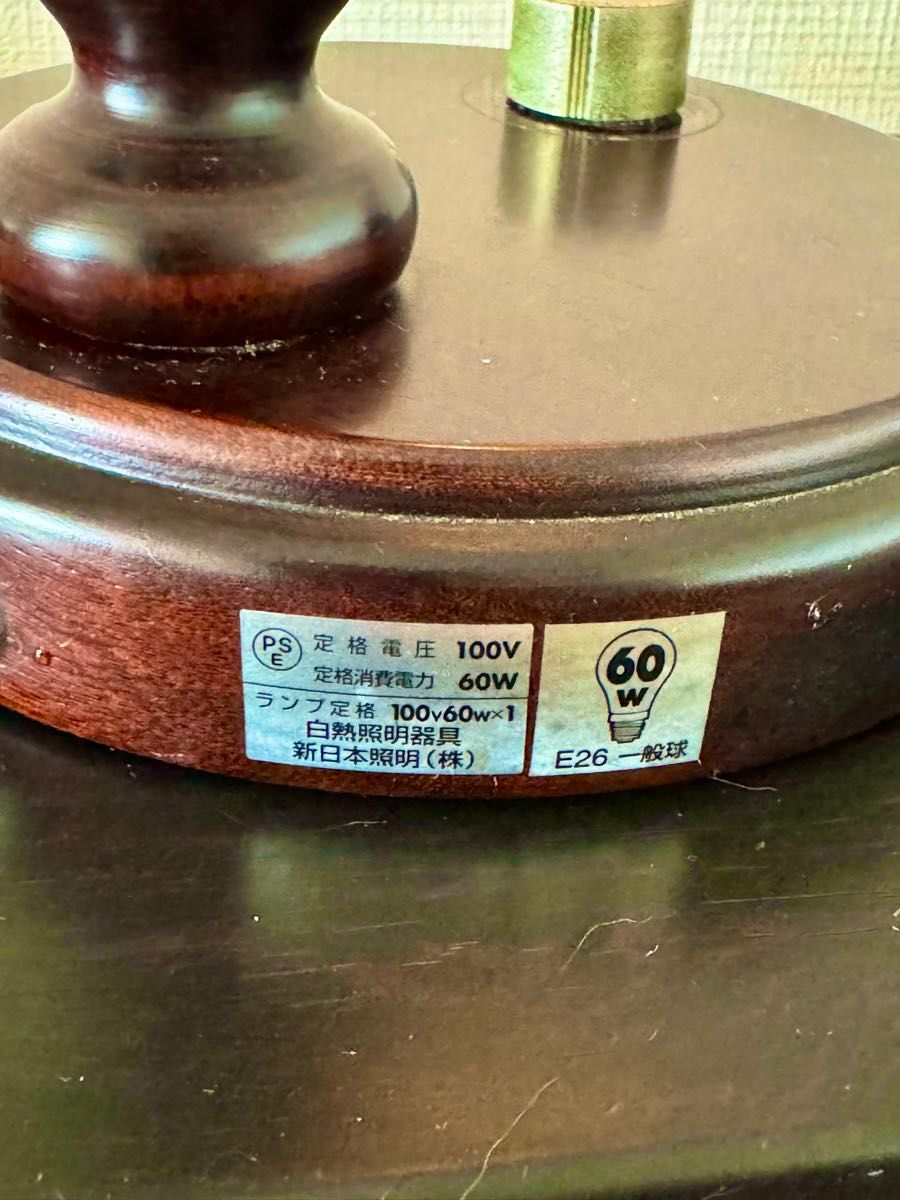 PS
E
定格電圧 100V
定格消費電力 60W
ランプ定格 100V60W×1
白熱照明器具
新日本照明(株)
60
W
E26 一般球